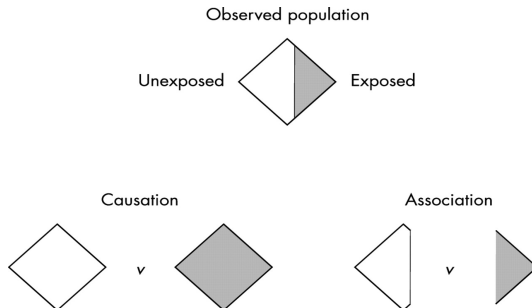 Observed population
Unexposed Exposed
Causation Association
v v